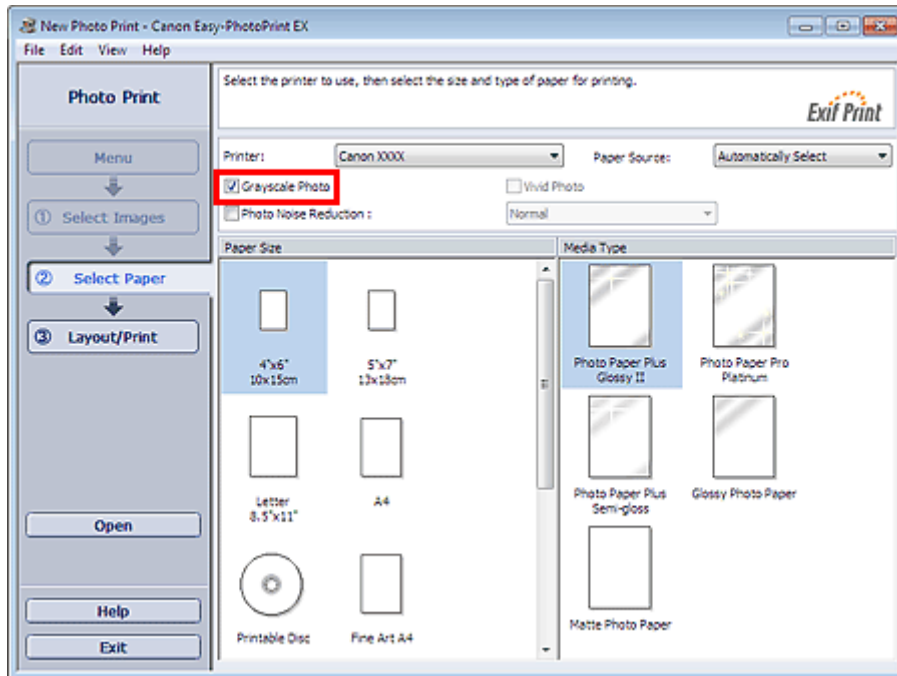 New Photo Print - Canon Easy-PhotoPrint EX
File Edit View Help
Photo Print
Select the printer to use, then select the size and type of paper for printing.
Exif Print
Menu
① Select Images
② Select Paper
③ Layout/Print
Open
Help
Exit
Printer: Canon XXXX Paper Source: Automatically Select
Grayscale Photo Vivid Photo
Photo Noise Reduction : Normal
Paper Size Media Type
4"x6"
10x15cm
5"x7"
13x18cm
Letter
8.5"x11"
A4
Printable Disc
Fine Art A4
Photo Paper Plus
Glossy II
Photo Paper Pro
Platinum
Photo Paper Plus
Semi-gloss
Glossy Photo Paper
Matte Photo Paper